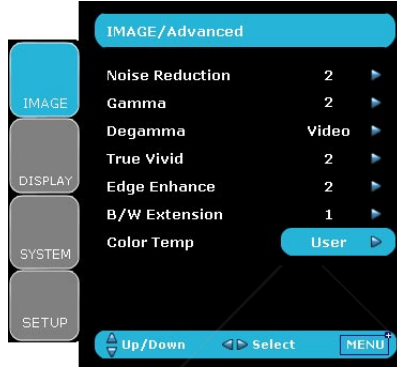 IMAGE/Advanced
Noise Reduction 2
Gamma 2
Degamma Video
True Vivid 2
Edge Enhance 2
B/W Extension 1
Color Temp User
IMAGE
DISPLAY
SYSTEM
SETUP
Up/Down Select MENU